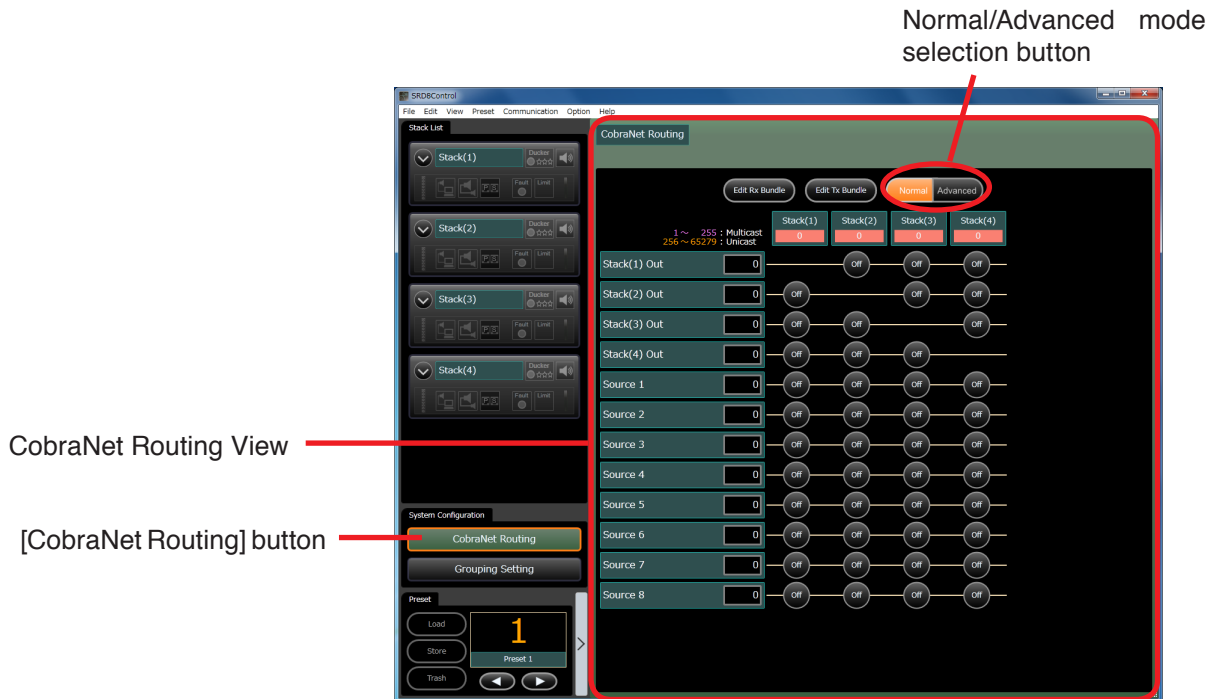 Normal/Advanced mode
selection button
SRDBControl
File Edit View Preset Communication Option Help
Stack List
CobraNet Routing
Stack(1) Ducker
Fault Limit
Stack(2) Ducker
Fault Limit
Stack(3) Ducker
Fault Limit
Stack(4) Ducker
Fault Limit
Edit Rx Bundle Edit Tx Bundle Normal Advanced
Stack(1) Stack(2) Stack(3) Stack(4)
1～ 255 : Multicast
256～65279 : Unicast
0 0 0 0
Stack(1) Out 0 Off Off Off
Stack(2) Out 0 Off Off Off
Stack(3) Out 0 Off Off Off
Stack(4) Out 0 Off Off Off
Source 1 0 Off Off Off Off
Source 2 0 Off Off Off Off
Source 3 0 Off Off Off Off
Source 4 0 Off Off Off Off
Source 5 0 Off Off Off Off
Source 6 0 Off Off Off Off
Source 7 0 Off Off Off Off
Source 8 0 Off Off Off Off
CobraNet Routing View
[CobraNet Routing] button
System Configuration
CobraNet Routing
Grouping Setting
Preset
Load
Store
Trash
1
Preset 1